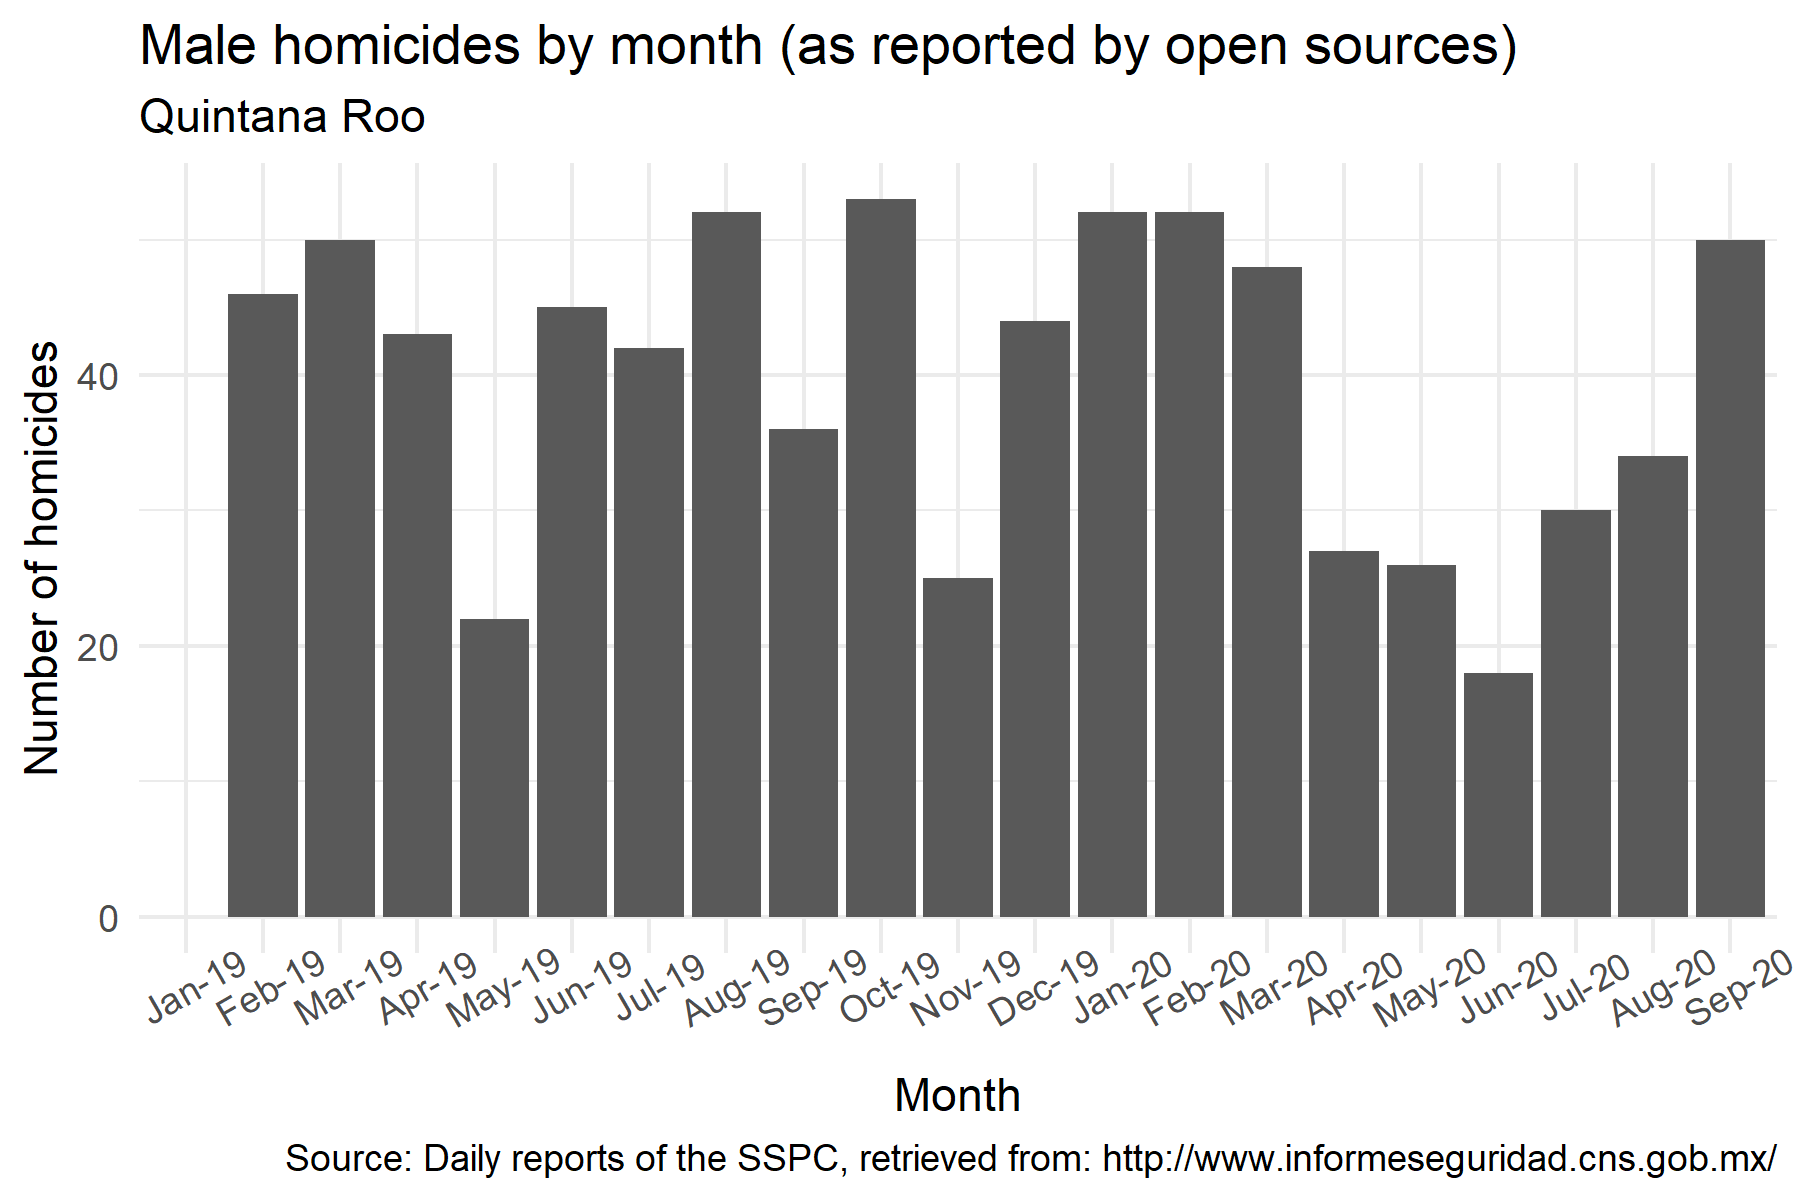 Male homicides by month (as reported by open sources)
Quintana Roo
Number of homicides
40
20
0
Jan-19
Feb-19
Mar-19
Apr-19
May-19
Jun-19
Jul-19
Aug-19
Sep-19
Oct-19
Nov-19
Dec-19
Jan-20
Feb-20
Mar-20
Apr-20
May-20
Jun-20
Jul-20
Aug-20
Sep-20
Month
Source: Daily reports of the SSPC, retrieved from: http://www.informeseguridad.cns.gob.mx/